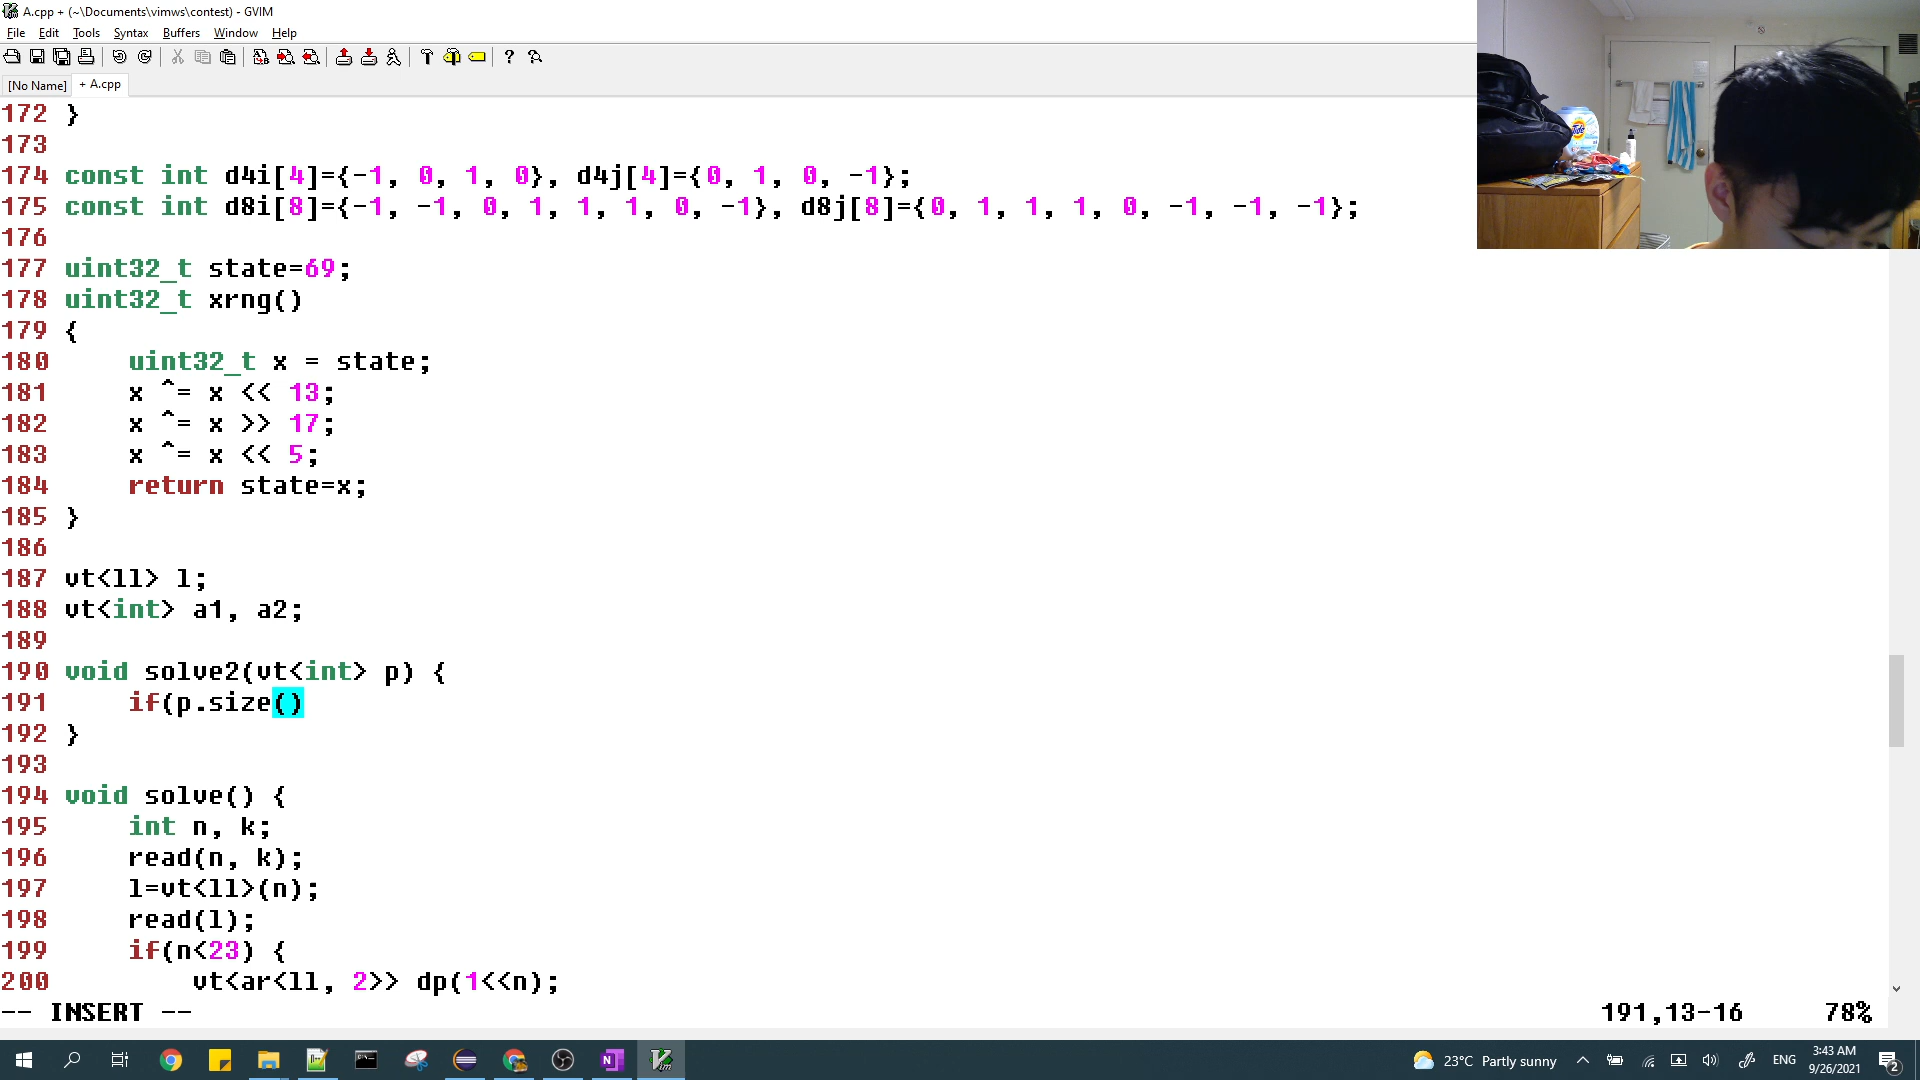 A.cpp + (~\Documents\vimws\contest) - GVIM
File Edit Tools Syntax Buffers Window Help
[No Name] + A.cpp
172 }
173
174 const int d4i[4]={-1, 0, 1, 0}, d4j[4]={0, 1, 0, -1};
175 const int d8i[8]={-1, -1, 0, 1, 1, 1, 0, -1}, d8j[8]={0, 1, 1, 1, 0, -1, -1, -1};
176
177 uint32_t state=69;
178 uint32_t xrng()
179 {
180     uint32_t x = state;
181     x ^= x << 13;
182     x ^= x >> 17;
183     x ^= x << 5;
184     return state=x;
185 }
186
187 vt<ll> l;
188 vt<int> a1, a2;
189
190 void solve2(vt<int> p) {
191     if(p.size()
192 }
193
194 void solve() {
195     int n, k;
196     read(n, k);
197     l=vt<ll>(n);
198     read(l);
199     if(n<23) {
200         vt<ar<ll, 2>> dp(1<<n);
-- INSERT -- 191,13-16 78%
Tide
23°C Partly sunny ENG 3:43 AM
9/26/2021 2